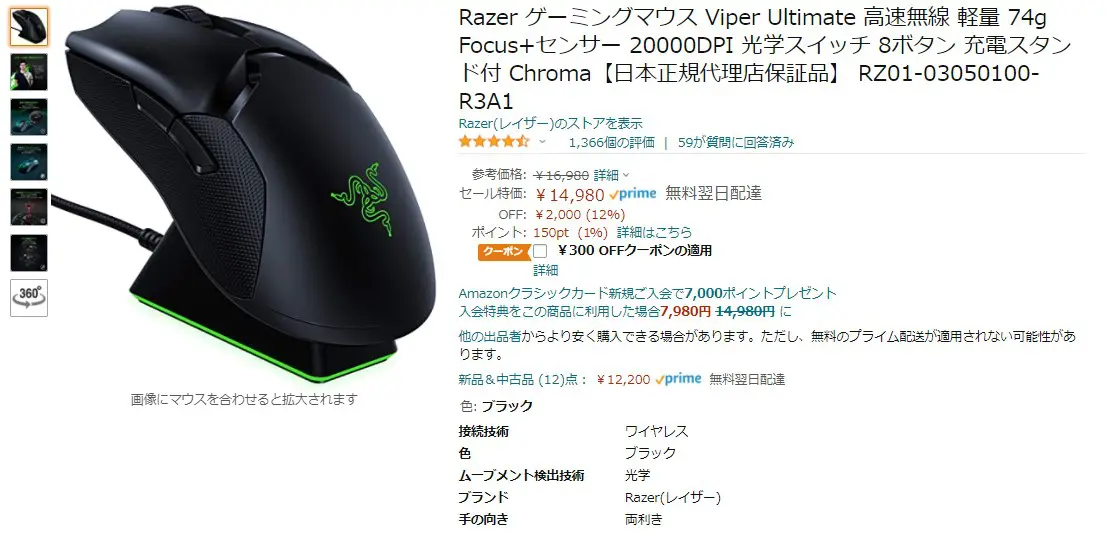 Razer ゲーミングマウス Viper Ultimate 高速無線 軽量 74g
Focus+センサー 20000DPI 光学スイッチ 8ボタン 充電スタン
ド付 Chroma【日本正規代理店保証品】 RZ01-03050100-
R3A1
Razer(レイザー)のストアを表示
1,366個の評価 | 59が質問に回答済み
参考価格: ￥16,980 詳細
セール特価: ￥14,980 prime 無料翌日配達
OFF: ￥2,000 (12%)
ポイント: 150pt (1%) 詳細はこちら
クーポン ￥300 OFFクーポンの適用
詳細
Amazonクラシックカード新規ご入会で7,000ポイントプレゼント
入会特典をこの商品に利用した場合7,980円 14,980円 に
他の出品者からより安く購入できる場合があります。ただし、無料のプライム配送が適用されない可能性があ
ります。
新品＆中古品 (12)点： ￥12,200 prime 無料翌日配達
色: ブラック
接続技術 ワイヤレス
色 ブラック
ムーブメント検出技術 光学
ブランド Razer(レイザー)
手の向き 両利き
360°
画像にマウスを合わせると拡大されます